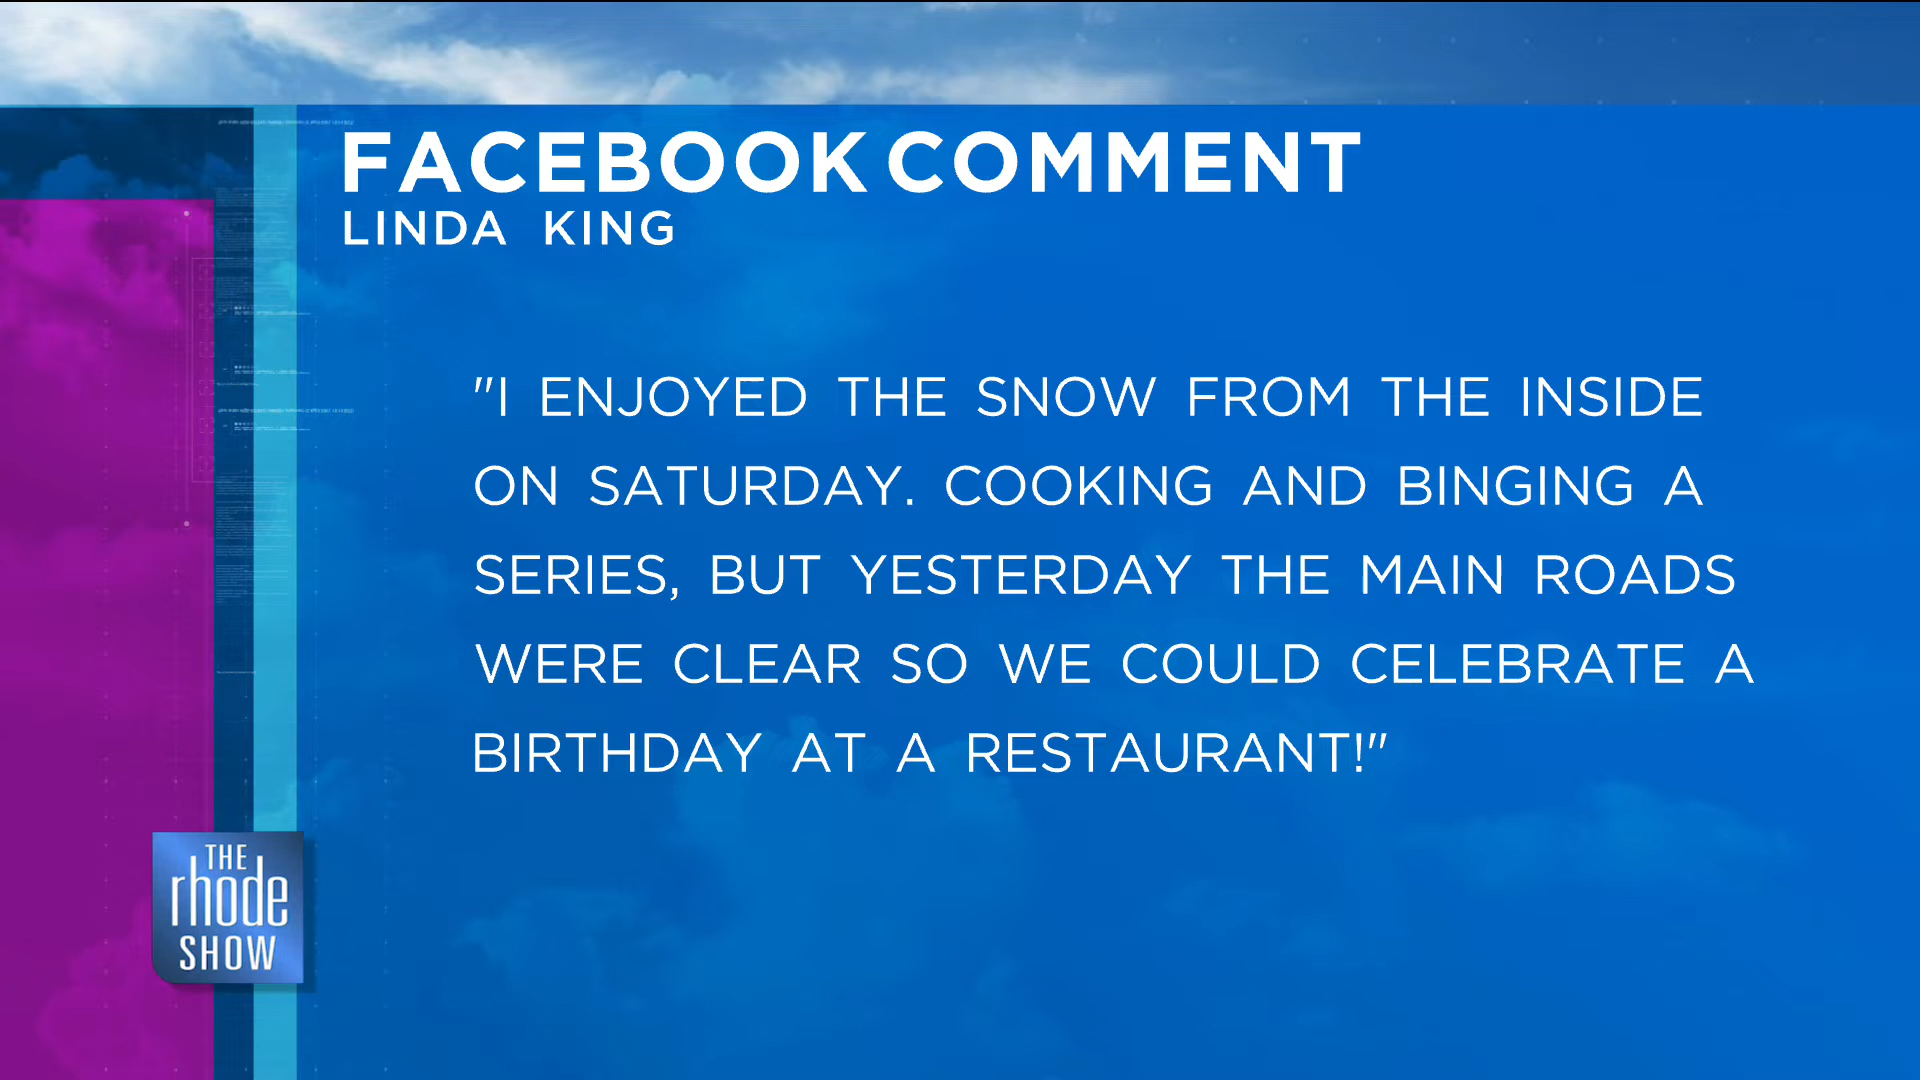 FACEBOOK COMMENT
LINDA KING
"I ENJOYED THE SNOW FROM THE INSIDE
ON SATURDAY. COOKING AND BINGING A
SERIES, BUT YESTERDAY THE MAIN ROADS
WERE CLEAR SO WE COULD CELEBRATE A
BIRTHDAY AT A RESTAURANT!"
THE
rhode
SHOW